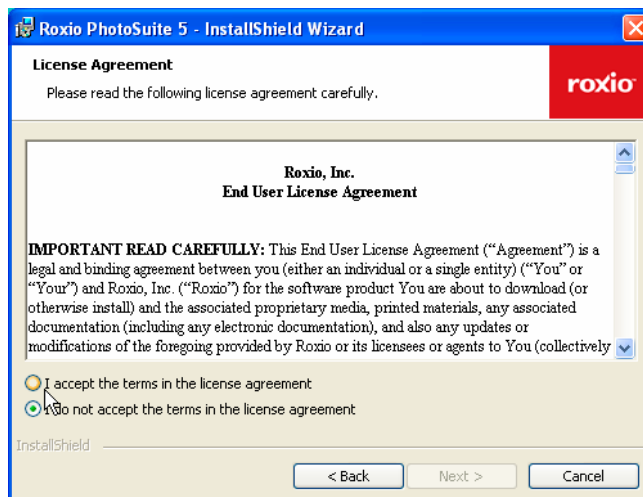 Roxio PhotoSuite 5 - InstallShield Wizard
License Agreement
Please read the following license agreement carefully.
roxio
Roxio, Inc.
End User License Agreement
IMPORTANT READ CAREFULLY: This End User License Agreement (“Agreement”) is a
legal and binding agreement between you (either an individual or a single entity) (“You” or
“Your”) and Roxio, Inc. (“Roxio”) for the software product You are about to download (or
otherwise install) and the associated proprietary media, printed materials, any associated
documentation (including any electronic documentation), and also any updates or
modifications of the foregoing provided by Roxio or its licensees or agents to You (collectively
I accept the terms in the license agreement
I do not accept the terms in the license agreement
InstallShield
< Back
Next >
Cancel